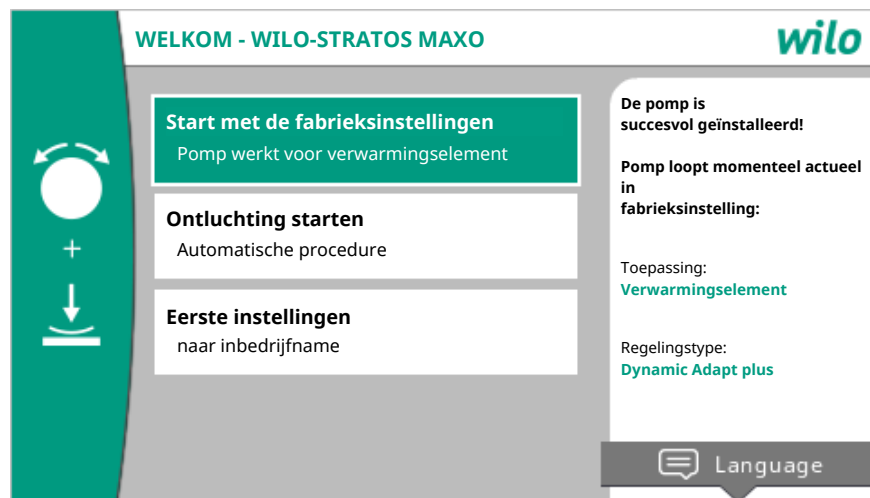 WELKOM - WILO-STRATOS MAXO
wilo
Start met de fabrieksinstellingen
Pomp werkt voor verwarmingselement
Ontluchting starten
Automatische procedure
Eerste instellingen
naar inbedrijfname
De pomp is
succesvol geïnstalleerd!
Pomp loopt momenteel actueel
in
fabrieksinstelling:
Toepassing:
Verwarmingselement
Regelingstype:
Dynamic Adapt plus
Language